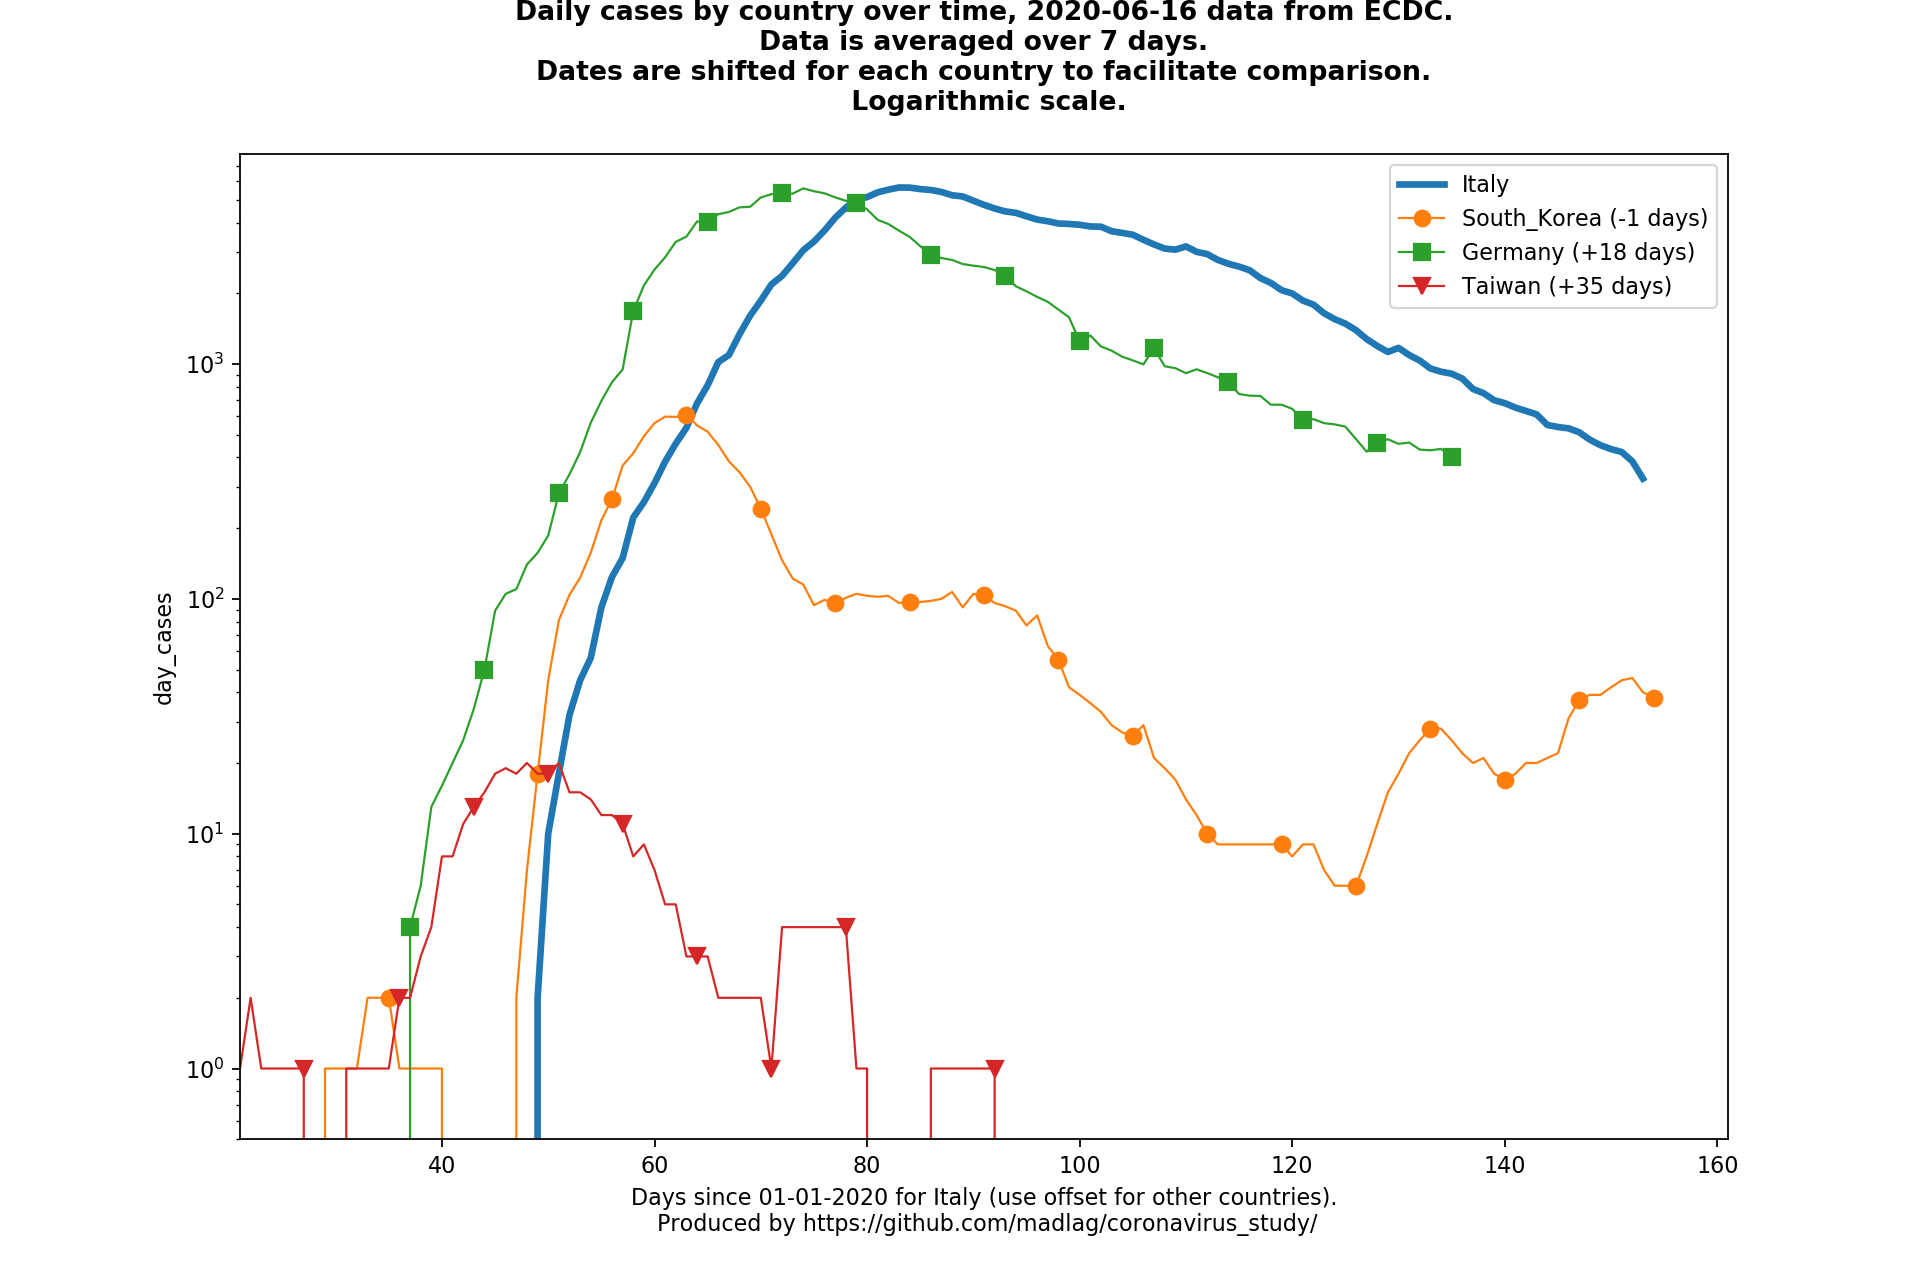 Daily cases by country over time, 2020-06-16 data from ECDC.
Data is averaged over 7 days.
Dates are shifted for each country to facilitate comparison.
Logarithmic scale.
Italy
South_Korea (-1 days)
Germany (+18 days)
Taiwan (+35 days)
day_cases
10³
10²
10¹
10⁰
40 60 80 100 120 140 160
Days since 01-01-2020 for Italy (use offset for other countries).
Produced by https://github.com/madlag/coronavirus_study/